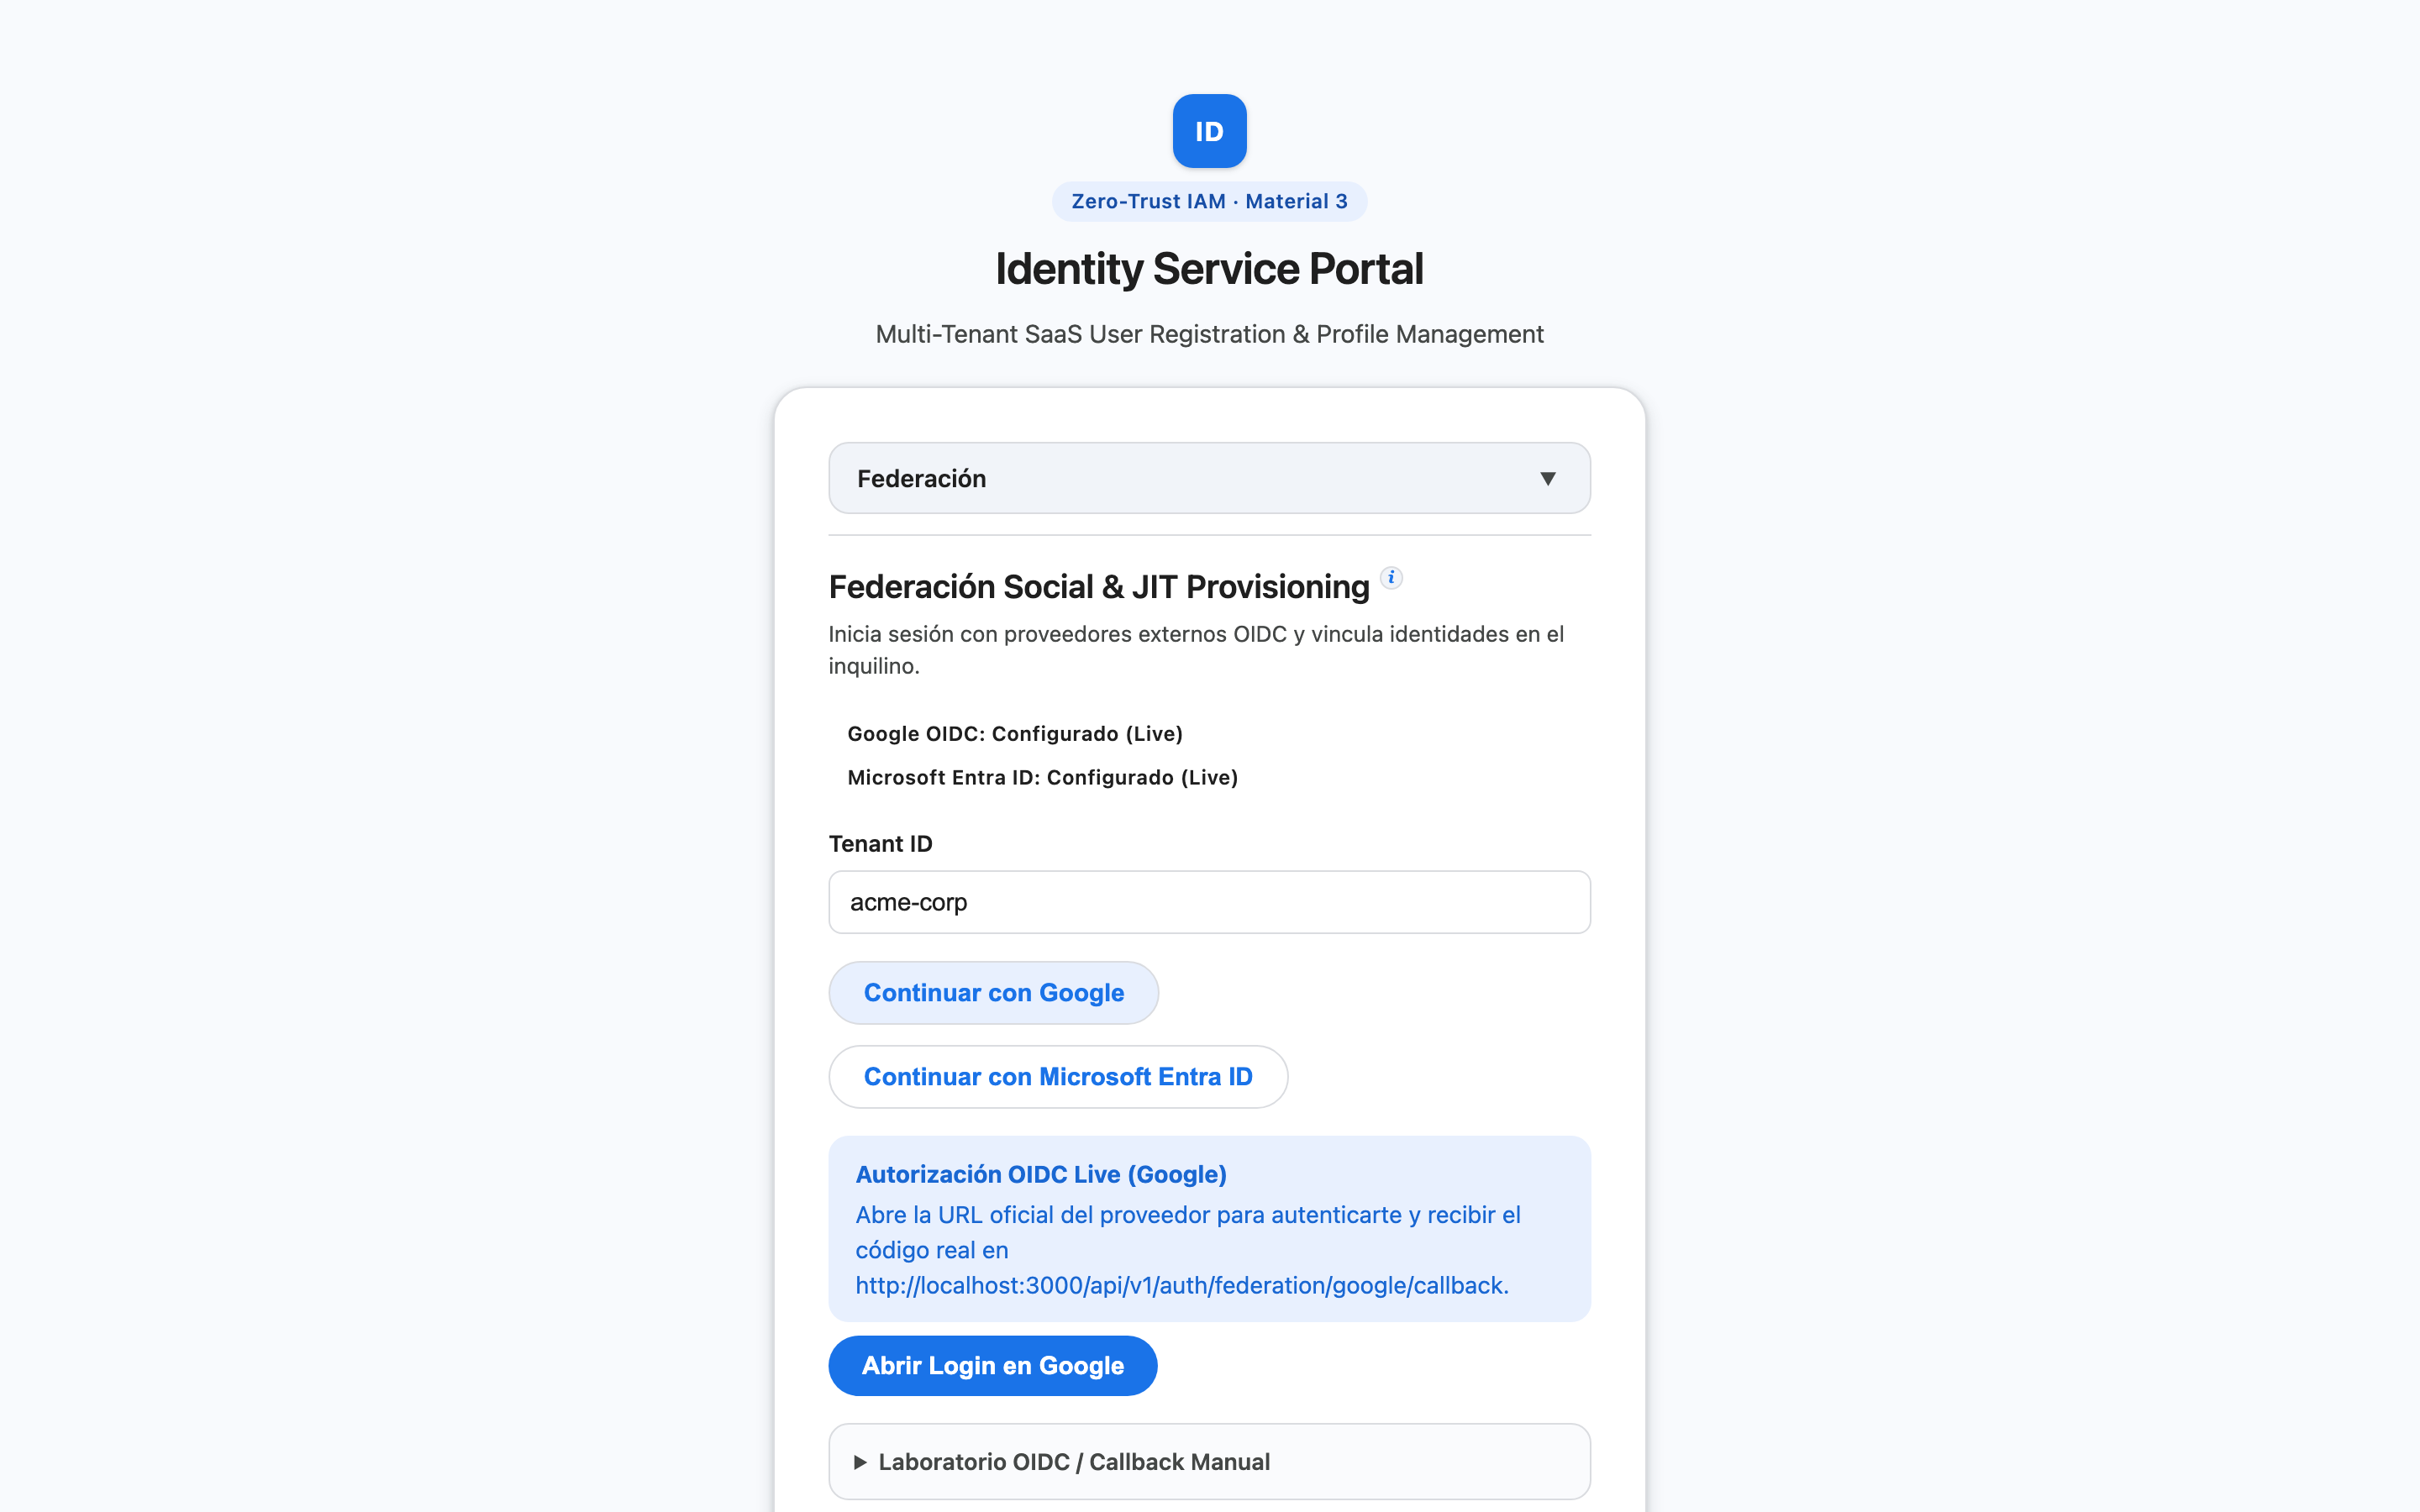 ID
Zero-Trust IAM · Material 3
Identity Service Portal
Multi-Tenant SaaS User Registration & Profile Management
Federación
Federación Social & JIT Provisioning i
Inicia sesión con proveedores externos OIDC y vincula identidades en el
inquilino.
Google OIDC: Configurado (Live)
Microsoft Entra ID: Configurado (Live)
Tenant ID
acme-corp
Continuar con Google
Continuar con Microsoft Entra ID
Autorización OIDC Live (Google)
Abre la URL oficial del proveedor para autenticarte y recibir el
código real en
http://localhost:3000/api/v1/auth/federation/google/callback.
Abrir Login en Google
Laboratorio OIDC / Callback Manual